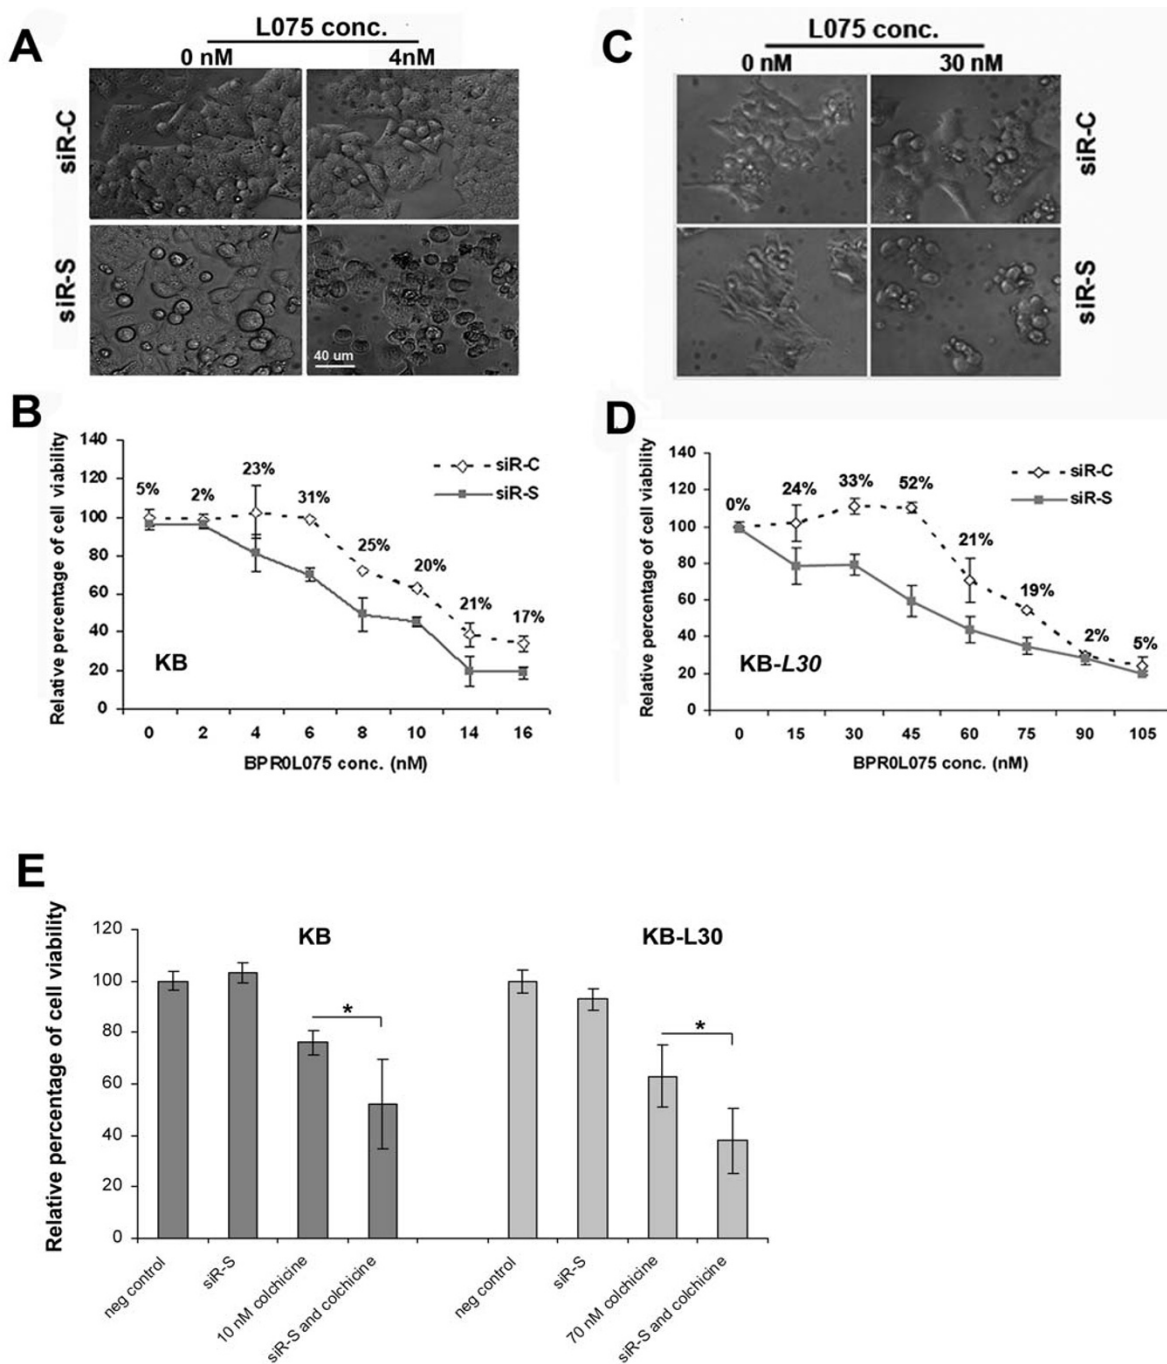 A
L075 conc.
0 nM 4nM
siR-C
siR-S
40 um
C
L075 conc.
0 nM 30 nM
siR-C
siR-S
B
Relative percentage of cell viability
140
120
100
80
60
40
20
0
5% 2% 23% 31% 25% 20% 21% 17%
siR-C
siR-S
KB
0 2 4 6 8 10 14 16
BPR0L075 conc. (nM)
D
Relative percentage of cell viability
140
120
100
80
60
40
20
0
0% 24% 33% 52% 21% 19% 2% 5%
siR-C
siR-S
KB-L30
0 15 30 45 60 75 90 105
BPR0L075 conc. (nM)
E
Relative percentage of cell viability
120
100
80
60
40
20
0
KB
KB-L30
*
*
neg control
siR-S
10 nM colchicine
siR-S and colchicine
neg control
siR-S
70 nM colchicine
siR-S and colchicine